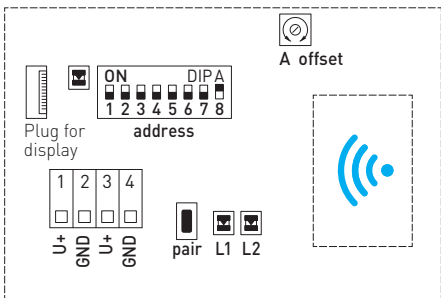 A offset
ON DIP A
1 2 3 4 5 6 7 8
address
Plug for
display
1 2 3 4
U+ GND U+ GND
pair L1 L2